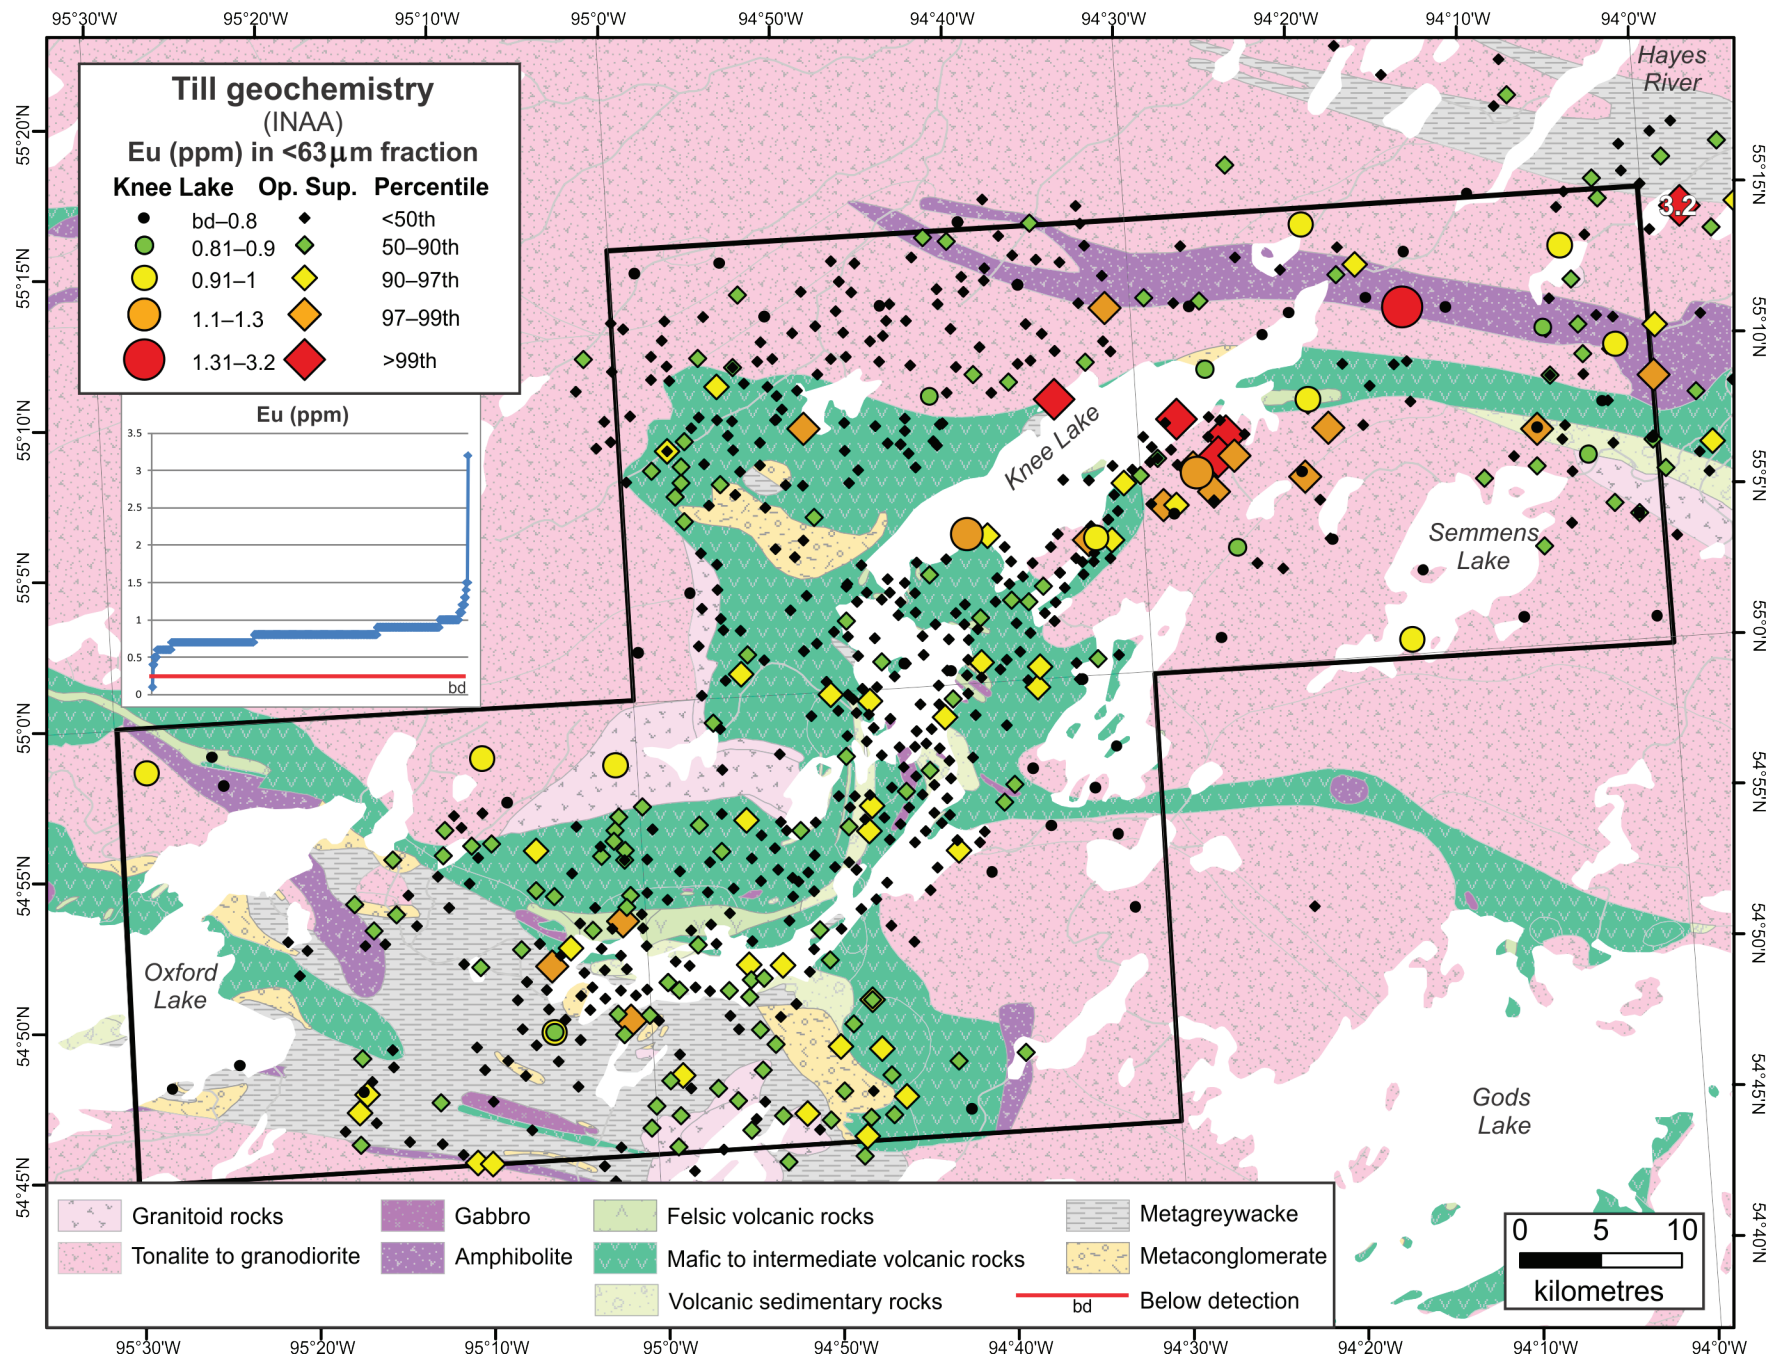 95°30'W 95°20'W 95°10'W 95°0'W 94°50'W 94°40'W 94°30'W 94°20'W 94°10'W 94°0'W
Till geochemistry
(INAA)
Eu (ppm) in <63µm fraction
Knee Lake Op. Sup. Percentile
bd–0.8 <50th
0.81–0.9 50–90th
0.91–1 90–97th
1.1–1.3 97–99th
1.31–3.2 >99th
Eu (ppm)
3.5
3
2.5
2
1.5
1
0.5
0
bd
Hayes
River
3.2
Knee Lake
Semmens
Lake
Oxford
Lake
Gods
Lake
55°20'N
55°15'N
55°10'N
55°5'N
55°0'N
54°55'N
54°50'N
54°45'N
55°15'N
55°10'N
55°5'N
55°0'N
54°55'N
54°50'N
54°45'N
54°40'N
Granitoid rocks
Tonalite to granodiorite
Gabbro
Amphibolite
Felsic volcanic rocks
Mafic to intermediate volcanic rocks
Volcanic sedimentary rocks
Metagreywacke
Metaconglomerate
bd Below detection
0 5 10
kilometres
95°30'W 95°20'W 95°10'W 95°0'W 94°50'W 94°40'W 94°30'W 94°20'W 94°10'W 94°0'W